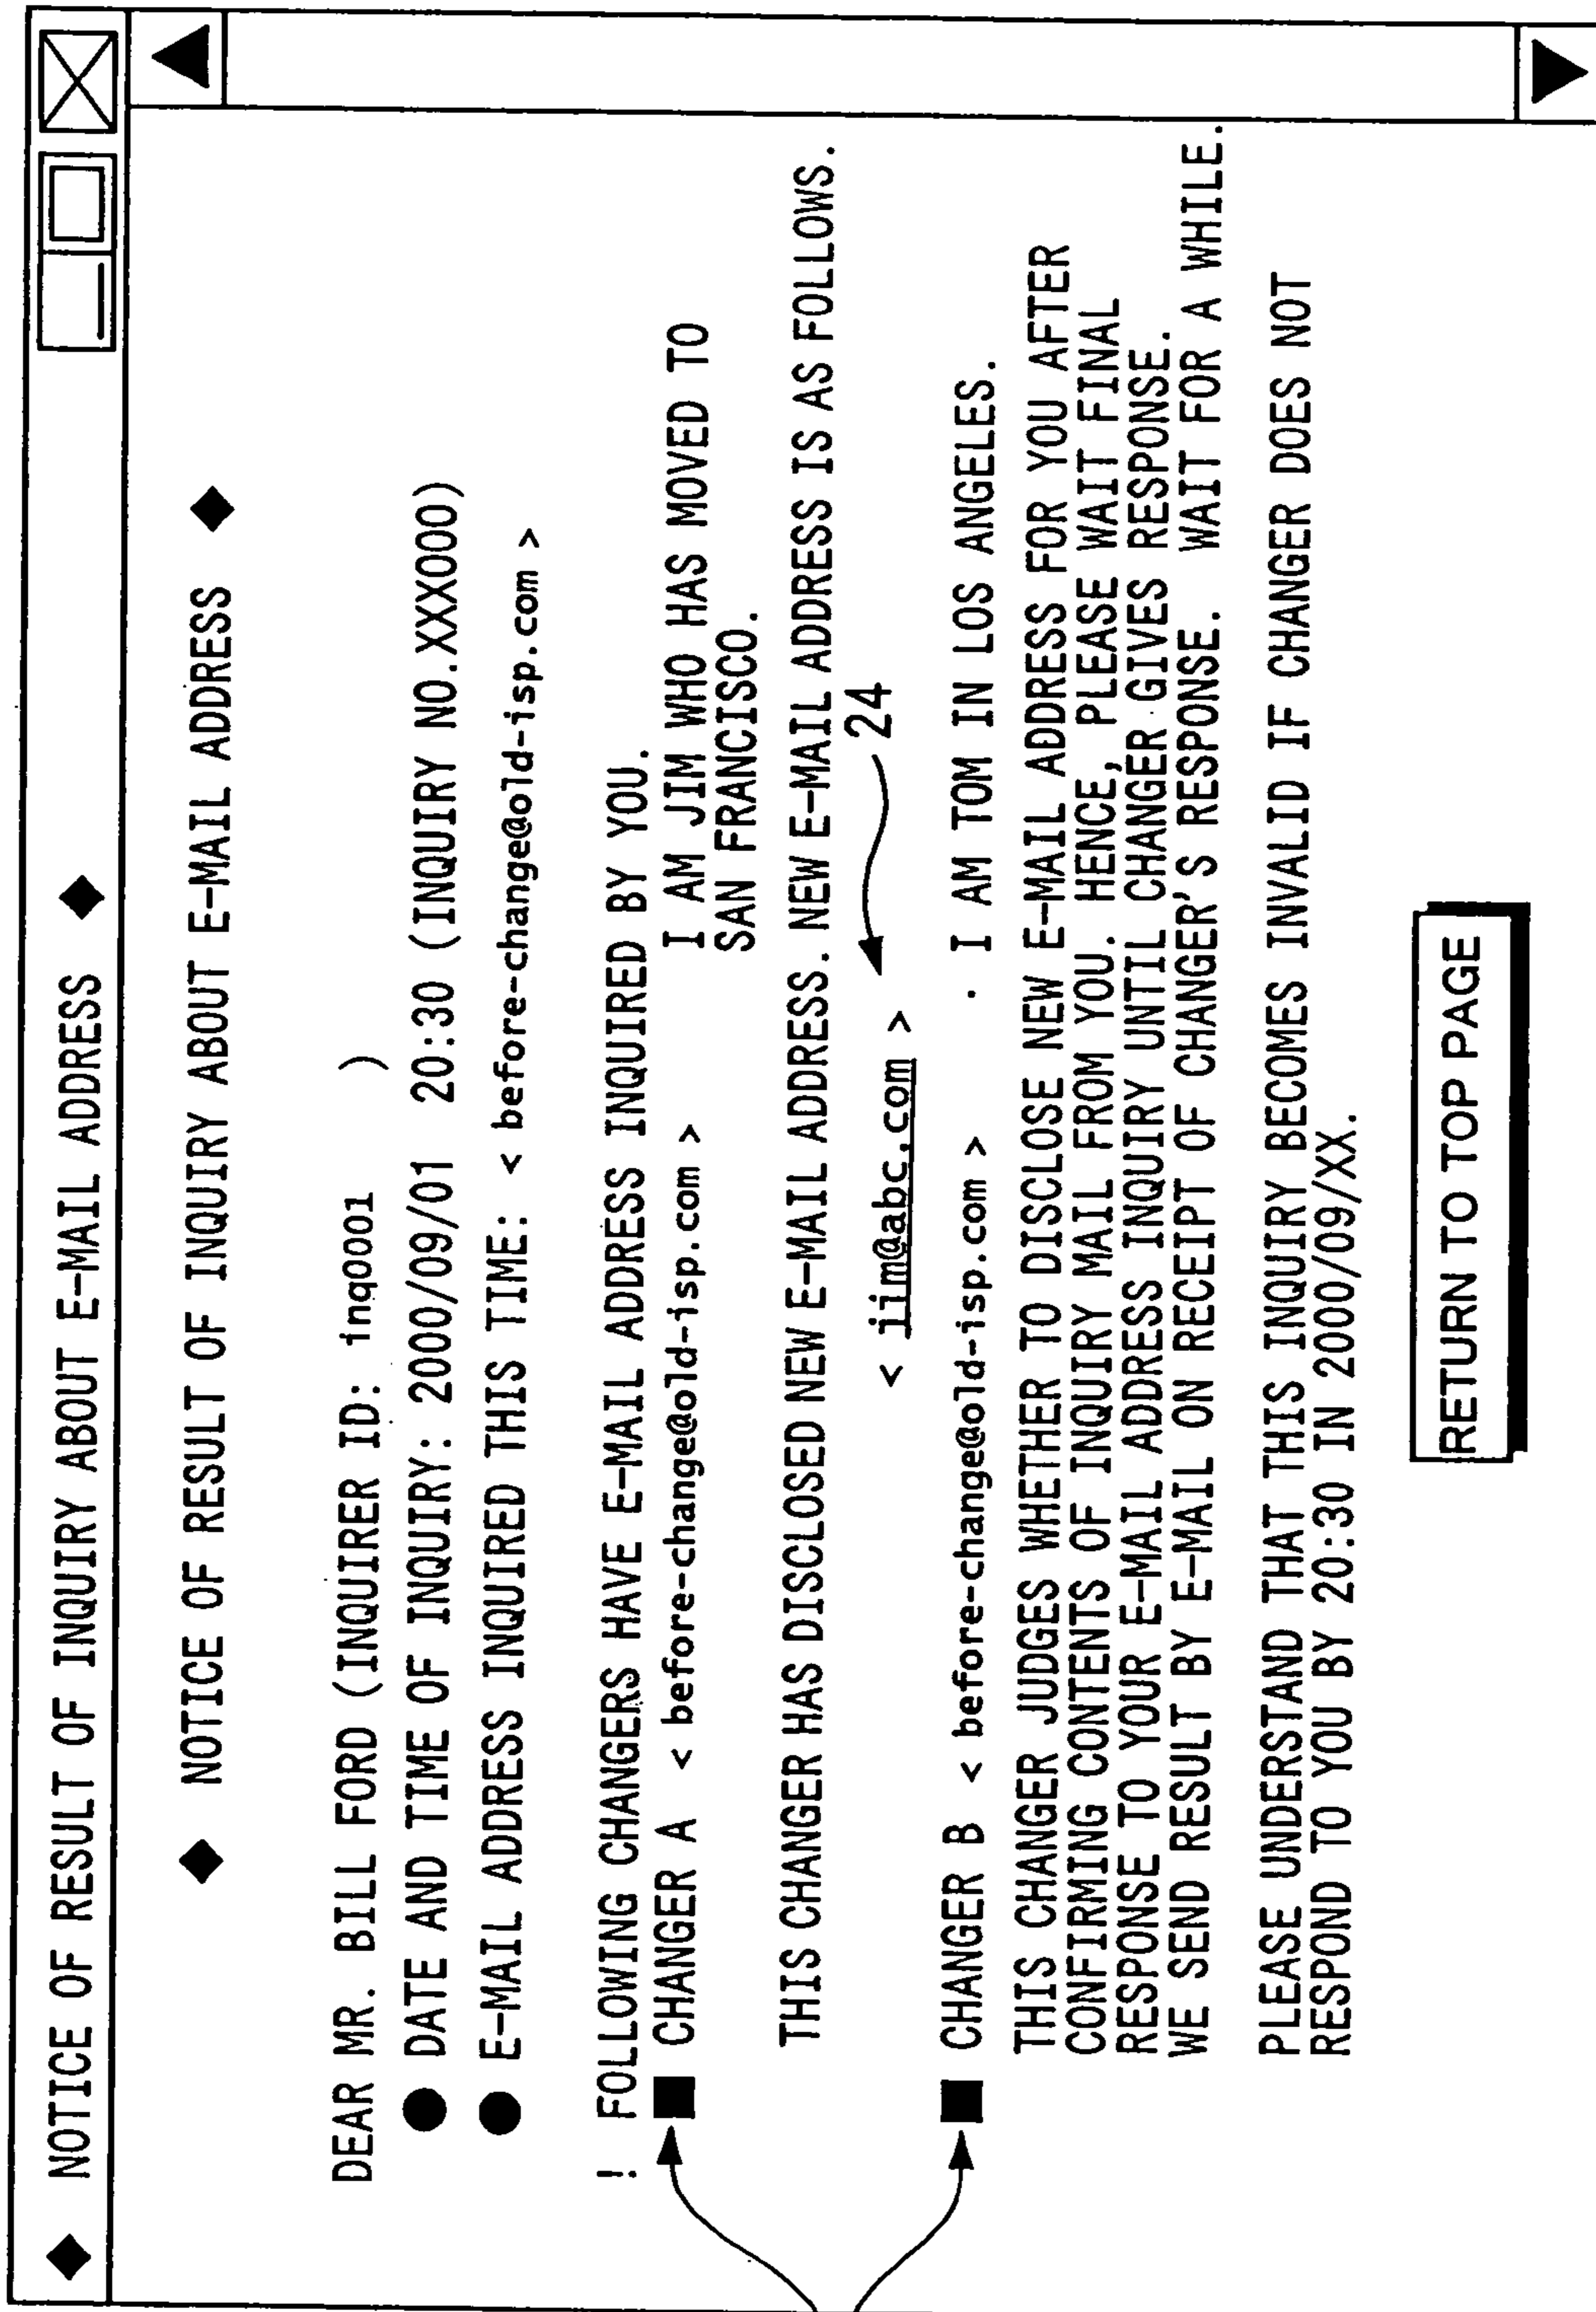 ◆ NOTICE OF RESULT OF INQUIRY ABOUT E-MAIL ADDRESS ◆
◆ NOTICE OF RESULT OF INQUIRY ABOUT E-MAIL ADDRESS ◆
DEAR MR. BILL FORD (INQUIRER ID: inq0001 )
● DATE AND TIME OF INQUIRY: 2000/09/01 20:30 (INQUIRY NO.XXX000)
● E-MAIL ADDRESS INQUIRED THIS TIME: < before-change@old-isp.com >
! FOLLOWING CHANGERS HAVE E-MAIL ADDRESS INQUIRED BY YOU.
■ CHANGER A < before-change@old-isp.com > I AM JIM WHO HAS MOVED TO
SAN FRANCISCO.
THIS CHANGER HAS DISCLOSED NEW E-MAIL ADDRESS. NEW E-MAIL ADDRESS IS AS FOLLOWS.
24
< jim@abc.com >
■ CHANGER B < before-change@old-isp.com > . I AM TOM IN LOS ANGELES.
THIS CHANGER JUDGES WHETHER TO DISCLOSE NEW E-MAIL ADDRESS FOR YOU AFTER
CONFIRMING CONTENTS OF INQUIRY MAIL FROM YOU. HENCE, PLEASE WAIT FINAL
RESPONSE TO YOUR E-MAIL ADDRESS INQUIRY UNTIL CHANGER GIVES RESPONSE.
WE SEND RESULT BY E-MAIL ON RECEIPT OF CHANGER'S RESPONSE. WAIT FOR A WHILE.
PLEASE UNDERSTAND THAT THIS INQUIRY BECOMES INVALID IF CHANGER DOES NOT
RESPOND TO YOU BY 20:30 IN 2000/09/XX.
RETURN TO TOP PAGE